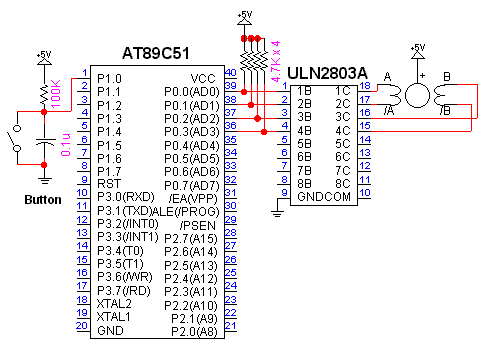 +5V
+5V
+5V
AT89C51
ULN2803A
4.7K x 4
100K
0.1u
Button
1 P1.0 VCC 40
2 P1.1 P0.0(AD0) 39
3 P1.2 P0.1(AD1) 38
4 P1.3 P0.2(AD2) 37
5 P1.4 P0.3(AD3) 36
6 P1.5 P0.4(AD4) 35
7 P1.6 P0.5(AD5) 34
8 P1.7 P0.6(AD6) 33
9 RST P0.7(AD7) 32
10 P3.0(RXD) /EA(VPP) 31
11 P3.1(TXD) ALE(/PROG) 30
12 P3.2(/INT0) /PSEN 29
13 P3.3(/INT1) P2.7(A15) 28
14 P3.4(T0) P2.6(A14) 27
15 P3.5(T1) P2.5(A13) 26
16 P3.6(/WR) P2.4(A12) 25
17 P3.7(/RD) P2.3(A11) 24
18 XTAL2 P2.2(A10) 23
19 XTAL1 P2.1(A9) 22
20 GND P2.0(A8) 21
1 1B 1C 18
2 2B 2C 17
3 3B 3C 16
4 4B 4C 15
5 5B 5C 14
6 6B 6C 13
7 7B 7C 12
8 8B 8C 11
9 GNDCOM 10
A + B
/A /B